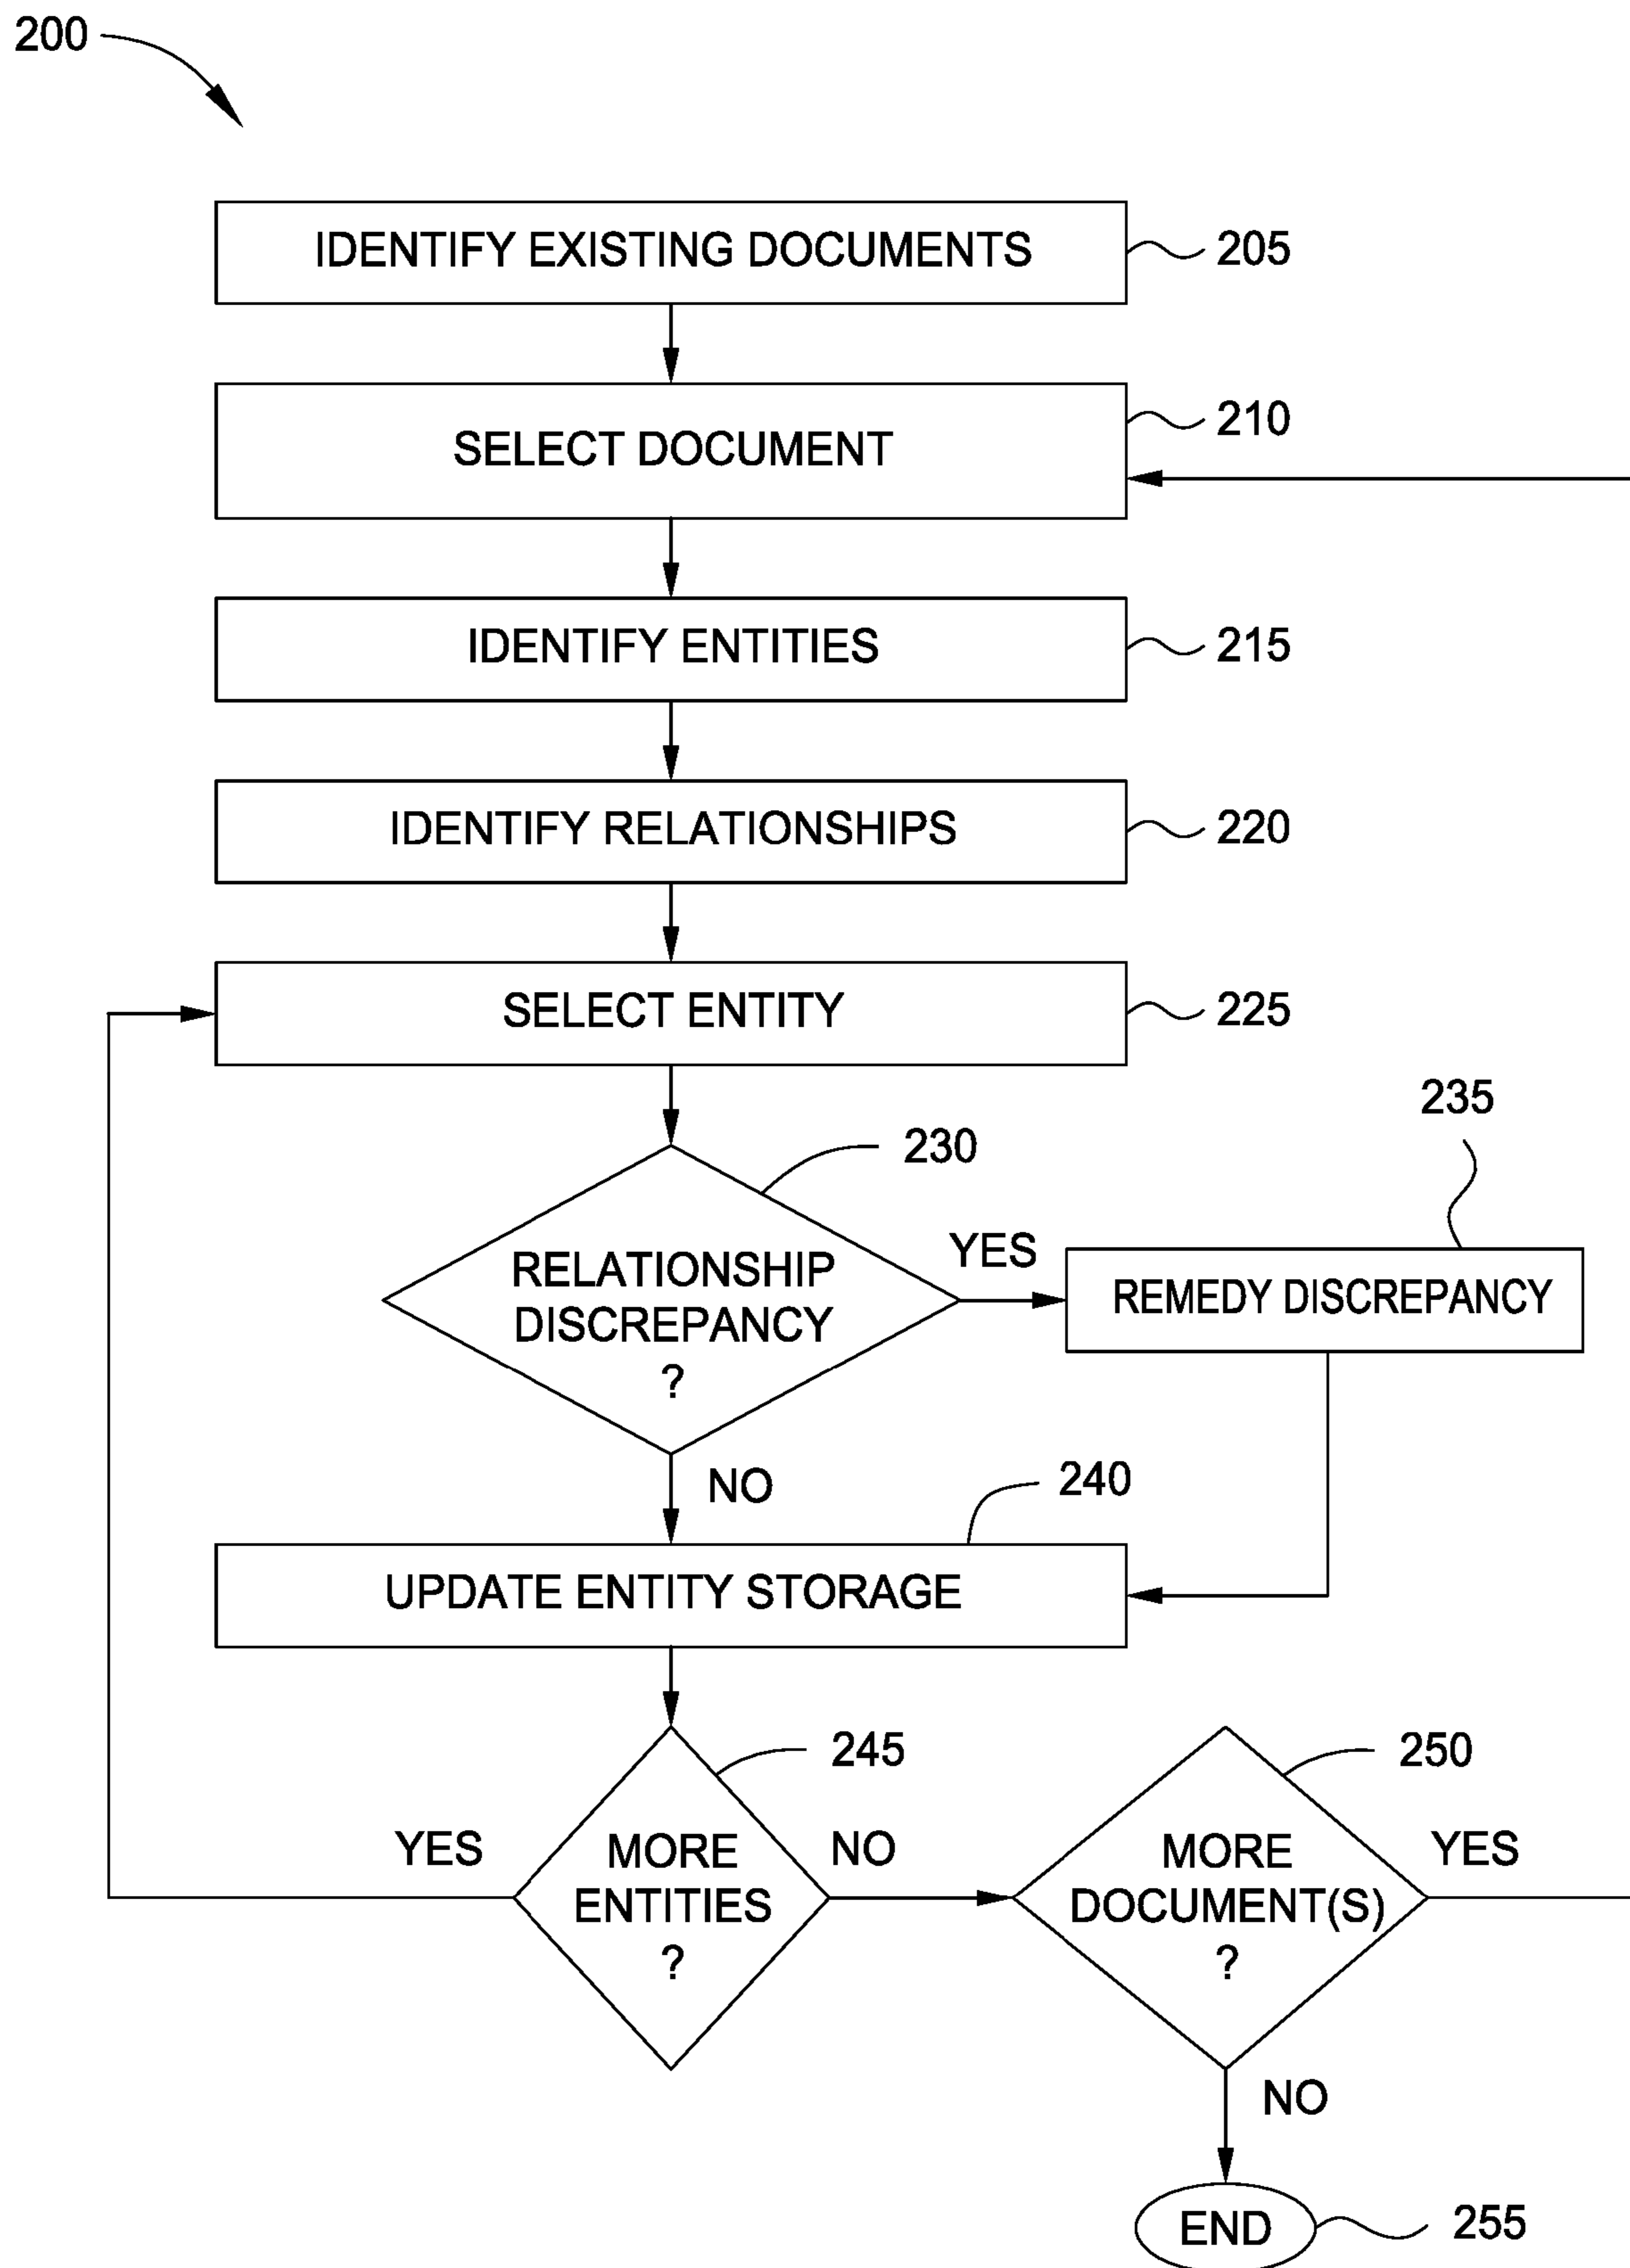 200
IDENTIFY EXISTING DOCUMENTS
205
SELECT DOCUMENT
210
IDENTIFY ENTITIES
215
IDENTIFY RELATIONSHIPS
220
SELECT ENTITY
225
230
RELATIONSHIP
DISCREPANCY
?
YES
235
REMEDY DISCREPANCY
NO
240
UPDATE ENTITY STORAGE
245
YES
MORE
ENTITIES
?
NO
250
MORE
DOCUMENT(S)
?
YES
NO
END
255